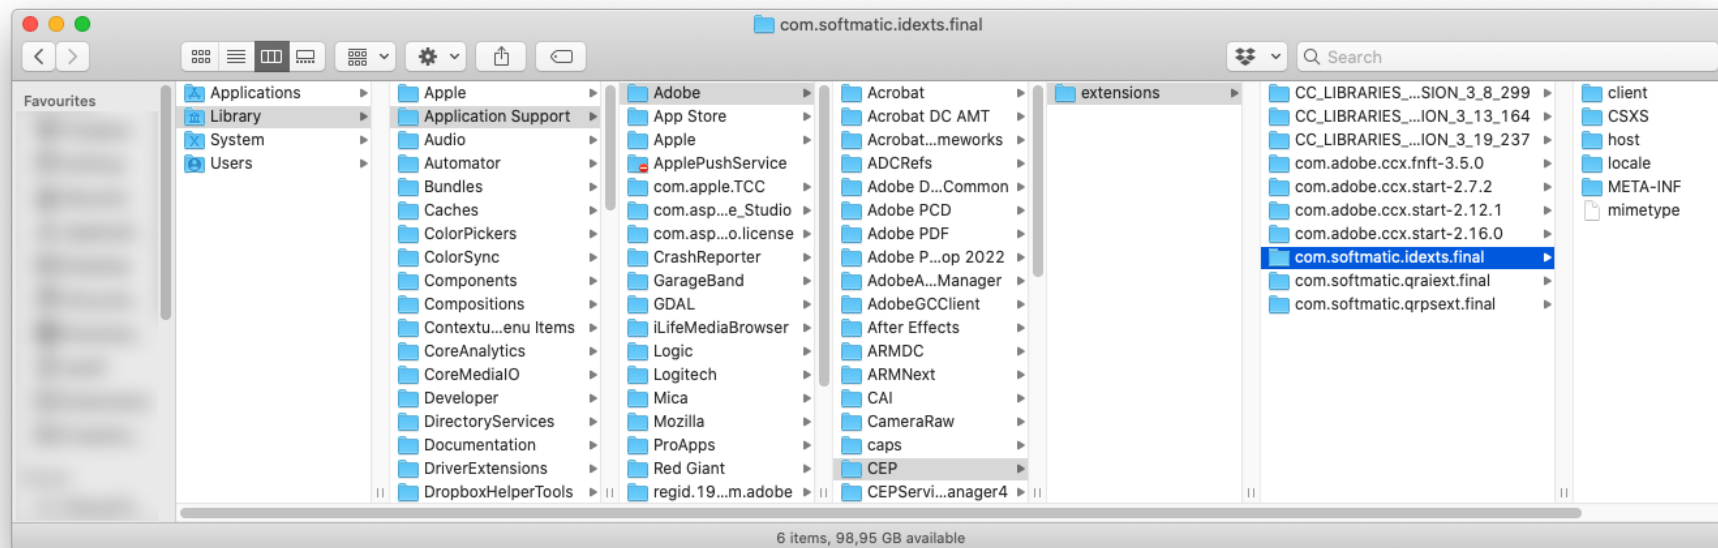 com.softmatic.idexts.final
Search
Favourites
Applications
Library
System
Users
Apple
Application Support
Audio
Automator
Bundles
Caches
ColorPickers
ColorSync
Components
Compositions
Contextu...enu Items
CoreAnalytics
CoreMediaIO
Developer
DirectoryServices
Documentation
DriverExtensions
DropboxHelperTools
Adobe
App Store
Apple
ApplePushService
com.apple.TCC
com.asp...e_Studio
com.asp...o.license
CrashReporter
GarageBand
GDAL
iLifeMediaBrowser
Logic
Logitech
Mica
Mozilla
ProApps
Red Giant
regid.19...m.adobe
Acrobat
Acrobat DC AMT
Acrobat...meworks
ADCRefs
Adobe D...Common
Adobe PCD
Adobe PDF
Adobe P...op 2022
AdobeA...Manager
AdobeGCClient
After Effects
ARMDC
ARMNext
CAI
CameraRaw
caps
CEP
CEPServi...anager4
extensions
CC_LIBRARIES_...SION_3_8_299
CC_LIBRARIES_...ION_3_13_164
CC_LIBRARIES_...ION_3_19_237
com.adobe.ccx.fnft-3.5.0
com.adobe.ccx.start-2.7.2
com.adobe.ccx.start-2.12.1
com.adobe.ccx.start-2.16.0
com.softmatic.idexts.final
com.softmatic.qraiext.final
com.softmatic.qrpsext.final
client
CSXS
host
locale
META-INF
mimetype
6 items, 98,95 GB available